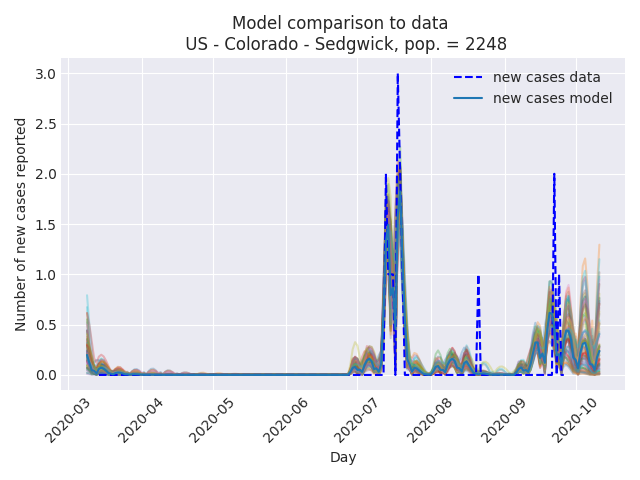 Model comparison to data
US - Colorado - Sedgwick, pop. = 2248
new cases data
new cases model
Number of new cases reported
3.0
2.5
2.0
1.5
1.0
0.5
0.0
2020-03
2020-04
2020-05
2020-06
2020-07
2020-08
2020-09
2020-10
Day